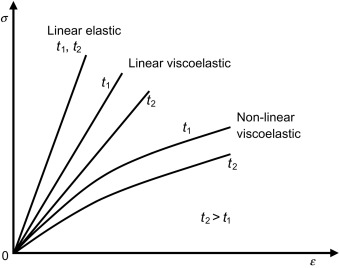 σ
Linear elastic
t1, t2
Linear viscoelastic
t1
t2
Non-linear
viscoelastic
t1
t2
t2 > t1
0
ε